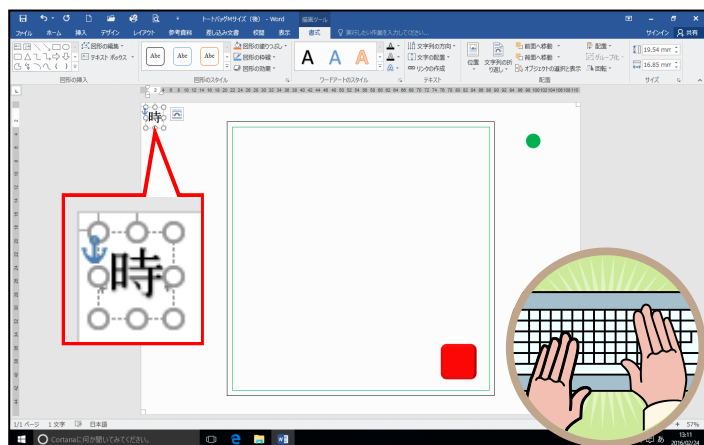 トートバッグMサイズ (後) - Word
描画ツール
ファイル ホーム 挿入 デザイン レイアウト 参考資料 差し込み文書 校閲 表示 書式 実行したい作業を入力してください... サインイン 共有
図形の編集
テキスト ボックス
図形の挿入
Abc Abc Abc
図形の塗りつぶし
図形の枠線
図形の効果
図形のスタイル
A A A
ワードアートのスタイル
文字列の方向
文字の配置
リンクの作成
テキスト
位置 文字列の折り返し
前面へ移動
背面へ移動
オブジェクトの選択と表示
配置
グループ化
回転
配置
19.54 mm
16.85 mm
サイズ
時
時
1/1 ページ 1 文字 日本語
57%
Cortanaに何か聞いてみてください。
あ
13:11
2016/02/24